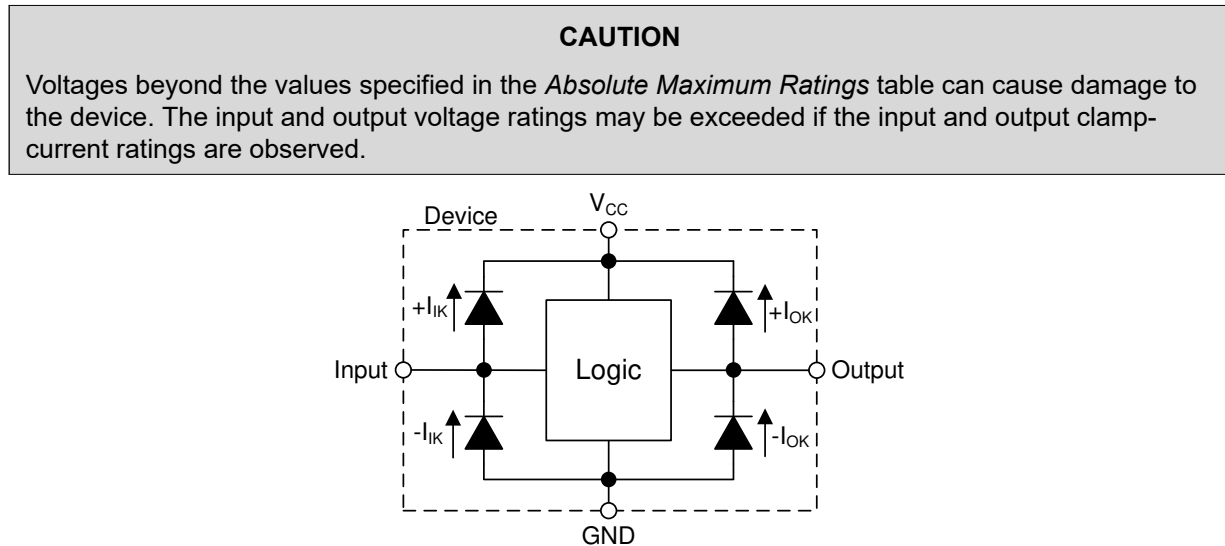 CAUTION
Voltages beyond the values specified in the Absolute Maximum Ratings table can cause damage to
the device. The input and output voltage ratings may be exceeded if the input and output clamp-
current ratings are observed.
VCC
Device
+IIK
+IOK
Input
Logic
Output
-IIK
-IOK
GND